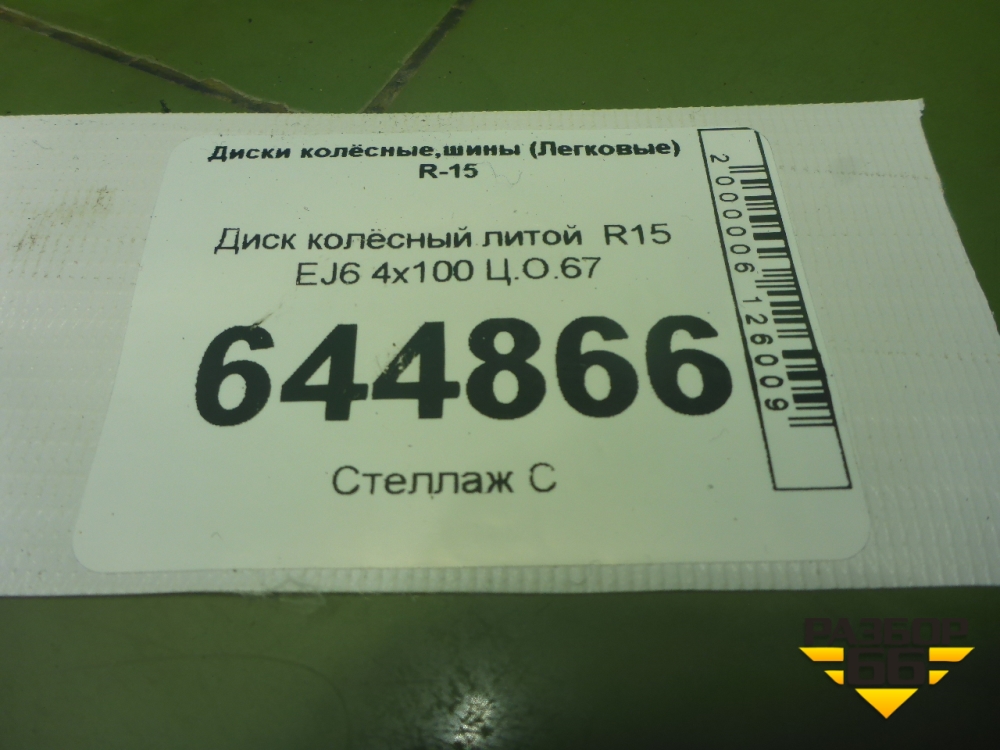 Диски колёсные,шины (Легковые)
R-15
Диск колёсный литой R15
EJ6 4x100 Ц.О.67
644866
Стеллаж С
2000006126009
РАЗБОР
66